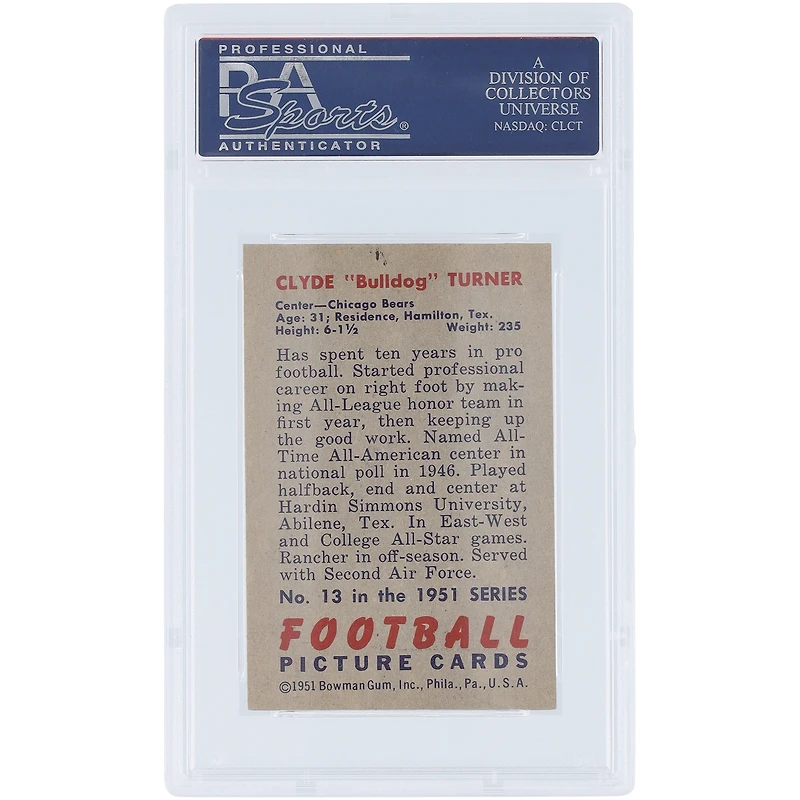 PROFESSIONAL
PSA
Sports®
AUTHENTICATOR
A
DIVISION OF
COLLECTORS
UNIVERSE
NASDAQ: CLCT
CLYDE "Bulldog" TURNER
Center—Chicago Bears
Age: 31; Residence, Hamilton, Tex.
Height: 6-1½ Weight: 235
Has spent ten years in pro
football. Started professional
career on right foot by mak-
ing All-League honor team in
first year, then keeping up
the good work. Named All-
Time All-American center in
national poll in 1946. Played
halfback, end and center at
Hardin Simmons University,
Abilene, Tex. In East-West
and College All-Star games.
Rancher in off-season. Served
with Second Air Force.
No. 13 in the 1951 SERIES
FOOTBALL
PICTURE CARDS
©1951 Bowman Gum, Inc., Phila., Pa., U.S.A.